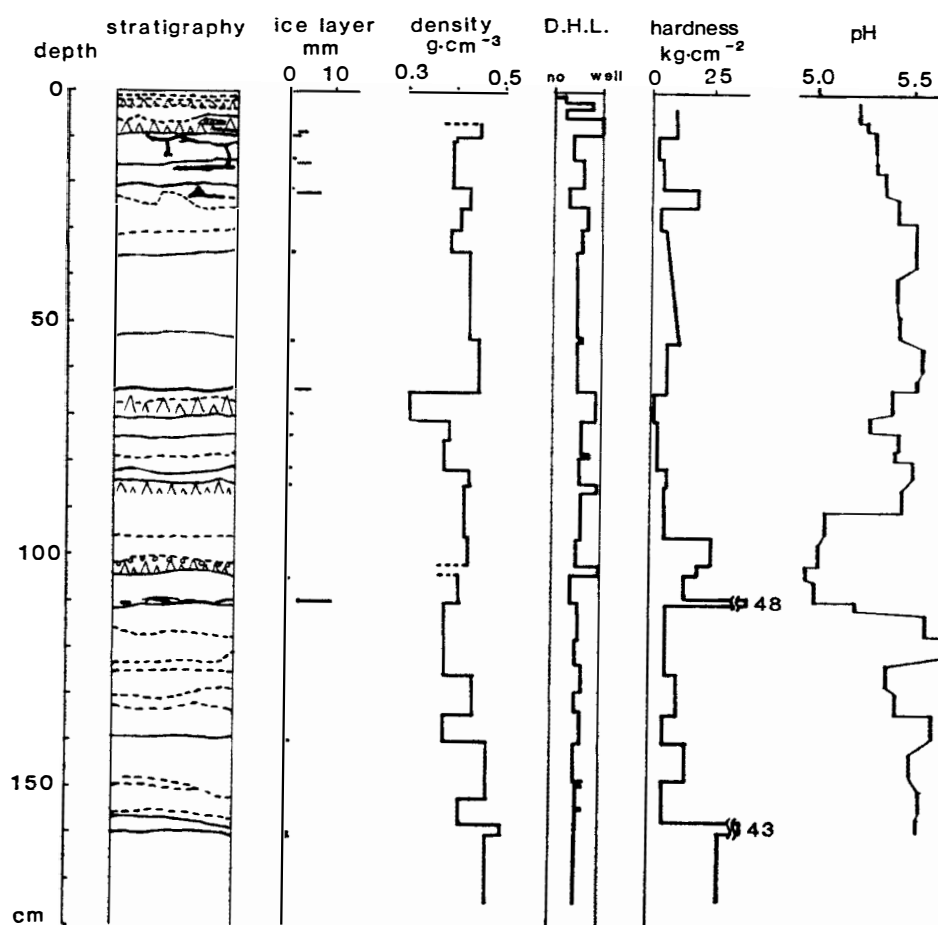 stratigraphy ice layer density D.H.L. hardness pH
depth mm g·cm⁻³ kg·cm⁻²
0 10 0.3 0.5 no well 0 25 5.0 5.5
0
50
100
48
150
43
cm